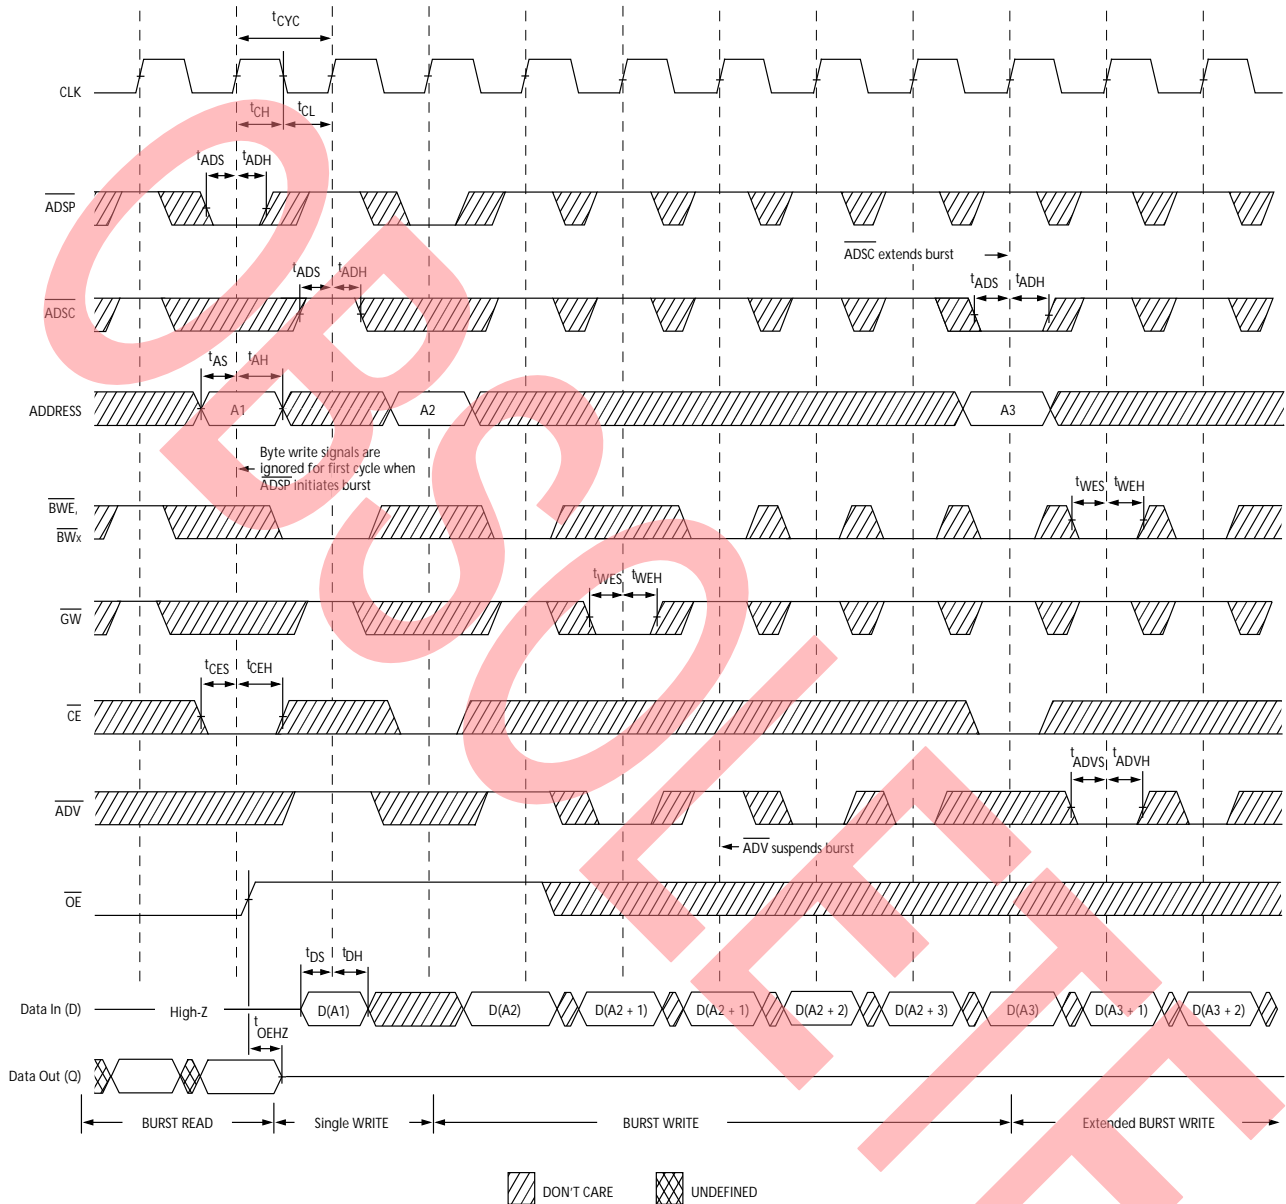 tCYC
CLK
tCH
tCL
tADS
tADH
ADSP
ADSC extends burst
tADS
tADH
tADS
tADH
ADSC
tAS
tAH
ADDRESS
A1
A2
A3
Byte write signals are
ignored for first cycle when
ADSP initiates burst
tWES
tWEH
BWE,
BWx
tWES
tWEH
GW
tCES
tCEH
CE
tADVS
tADVH
ADV
ADV suspends burst
OE
tDS
tDH
Data In (D)
High-Z
D(A1)
D(A2)
D(A2 + 1)
D(A2 + 1)
D(A2 + 2)
D(A2 + 3)
D(A3)
D(A3 + 1)
D(A3 + 2)
tOEHZ
Data Out (Q)
BURST READ
Single WRITE
BURST WRITE
Extended BURST WRITE
DON'T CARE
UNDEFINED
OBSOLETE